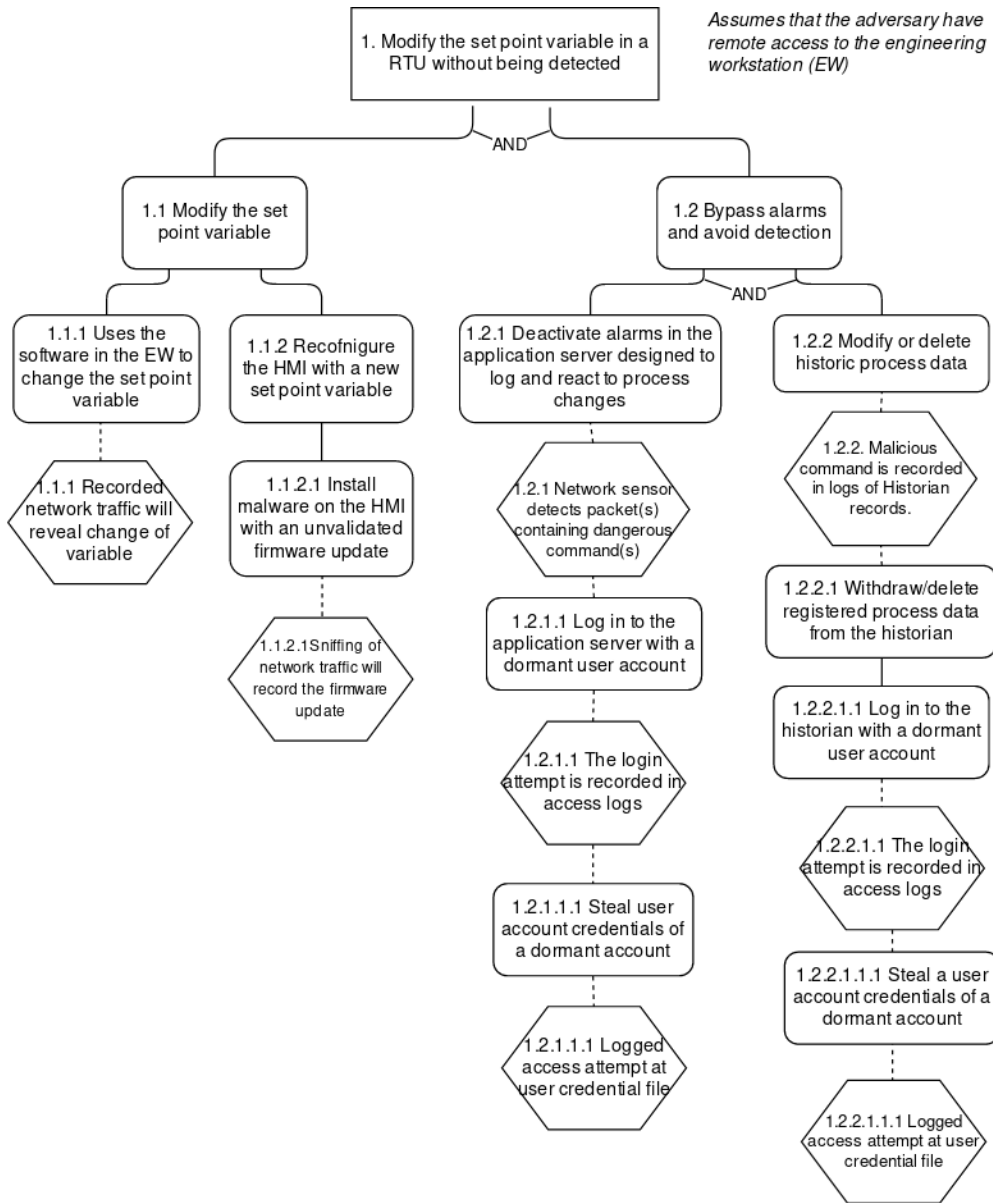 1. Modify the set point variable in a
RTU without being detected
Assumes that the adversary have
remote access to the engineering
workstation (EW)
AND
1.1 Modify the set
point variable
1.2 Bypass alarms
and avoid detection
AND
1.1.1 Uses the
software in the EW to
change the set point
variable
1.1.2 Recofnigure
the HMI with a new
set point variable
1.2.1 Deactivate alarms in the
application server designed to
log and react to process
changes
1.2.2 Modify or delete
historic process data
1.1.1 Recorded
network traffic will
reveal change of
variable
1.1.2.1 Install
malware on the HMI
with an unvalidated
firmware update
1.2.1 Network sensor
detects packet(s)
containing dangerous
command(s)
1.2.2. Malicious
command is recorded
in logs of Historian
records.
1.1.2.1Sniffing of
network traffic will
record the firmware
update
1.2.1.1 Log in to the
application server with a
dormant user account
1.2.2.1 Withdraw/delete
registered process data
from the historian
1.2.2.1.1 Log in to the
historian with a dormant
user account
1.2.1.1 The login
attempt is recorded in
access logs
1.2.2.1.1 The login
attempt is recorded in
access logs
1.2.1.1.1 Steal user
account credentials of
a dormant account
1.2.2.1.1.1 Steal a user
account credentials of a
dormant account
1.2.1.1.1 Logged
access attempt at
user credential file
1.2.2.1.1.1 Logged
access attempt at user
credential file